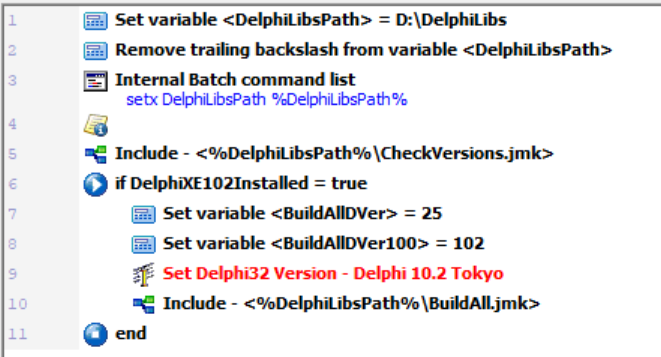 1 Set variable <DelphiLibsPath> = D:\DelphiLibs
2 Remove trailing backslash from variable <DelphiLibsPath>
3 Internal Batch command list
setx DelphiLibsPath %DelphiLibsPath%
4
5 Include - <%DelphiLibsPath%\CheckVersions.jmk>
6 if DelphiXE102Installed = true
7 Set variable <BuildAllDVer> = 25
8 Set variable <BuildAllDVer100> = 102
9 Set Delphi32 Version - Delphi 10.2 Tokyo
10 Include - <%DelphiLibsPath%\BuildAll.jmk>
11 end